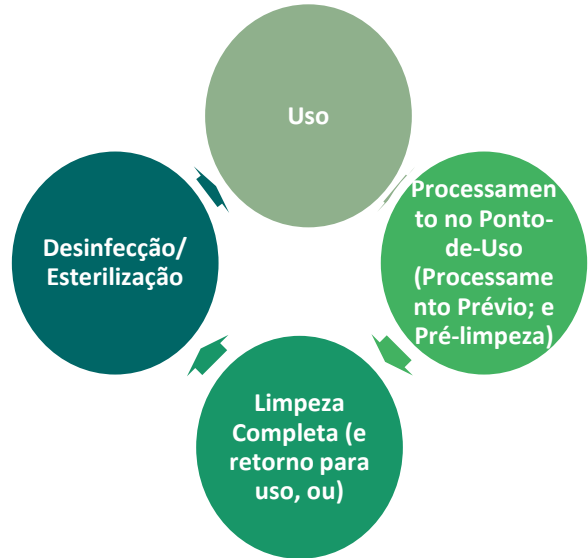 Uso
Processamen
to no Ponto-
de-Uso
(Processame
nto Prévio; e
Pré-limpeza)
Limpeza
Completa (e
retorno para
uso, ou)
Desinfecção/
Esterilização